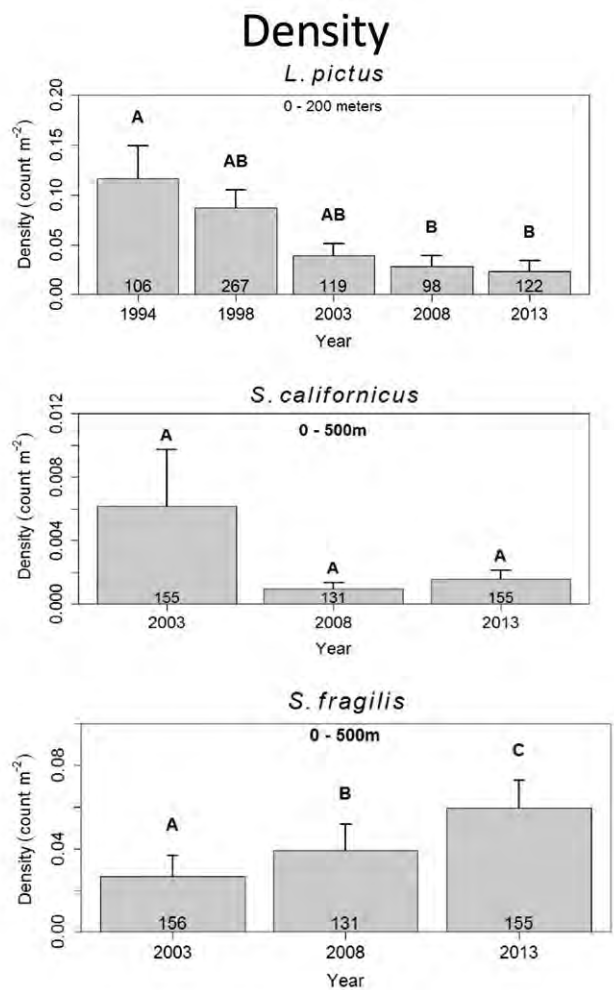 Density
L. pictus
0 - 200 meters
Density (count m⁻²)
0.20
0.15
0.10
0.05
0.00
A
AB
AB
B
B
106 267 119 98 122
1994 1998 2003 2008 2013
Year
S. californicus
0 - 500m
Density (count m⁻²)
0.012
0.008
0.004
0.000
A
A
A
155 131 155
2003 2008 2013
Year
S. fragilis
0 - 500m
Density (count m⁻²)
0.08
0.04
0.00
A
B
C
156 131 155
2003 2008 2013
Year